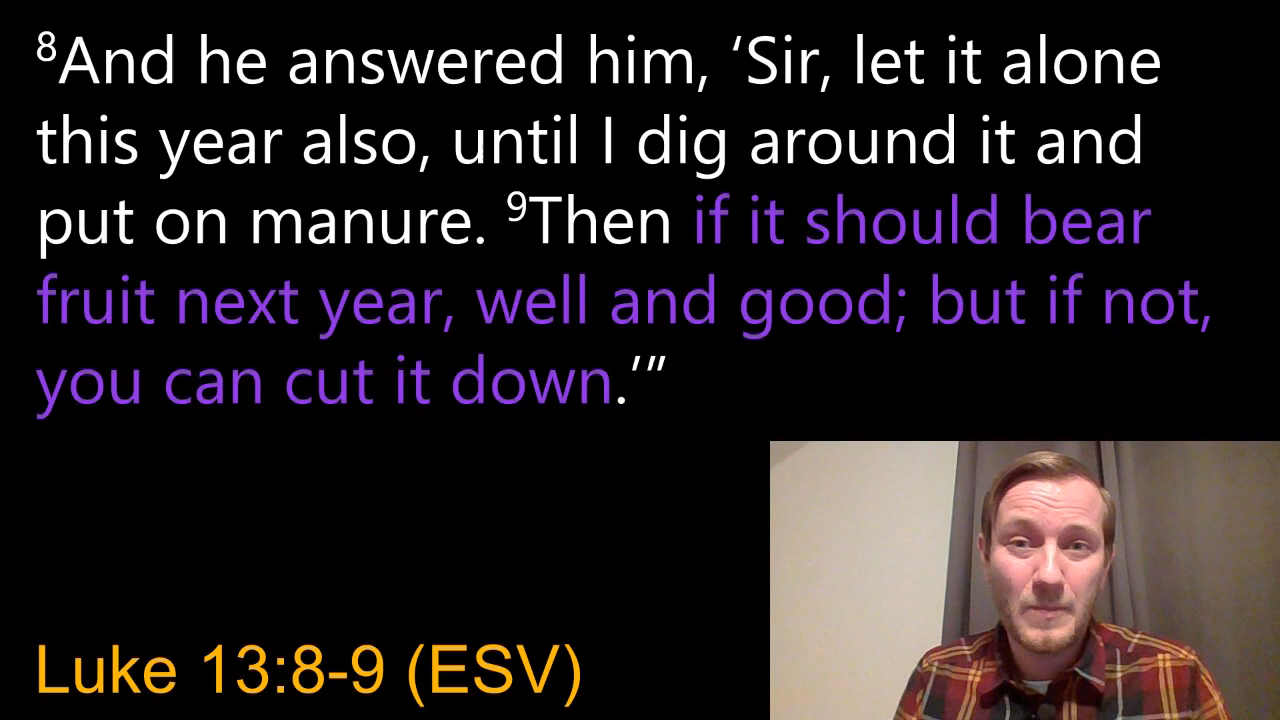 ⁸And he answered him, ‘Sir, let it alone
this year also, until I dig around it and
put on manure. ⁹Then if it should bear
fruit next year, well and good; but if not,
you can cut it down.’”
Luke 13:8-9 (ESV)